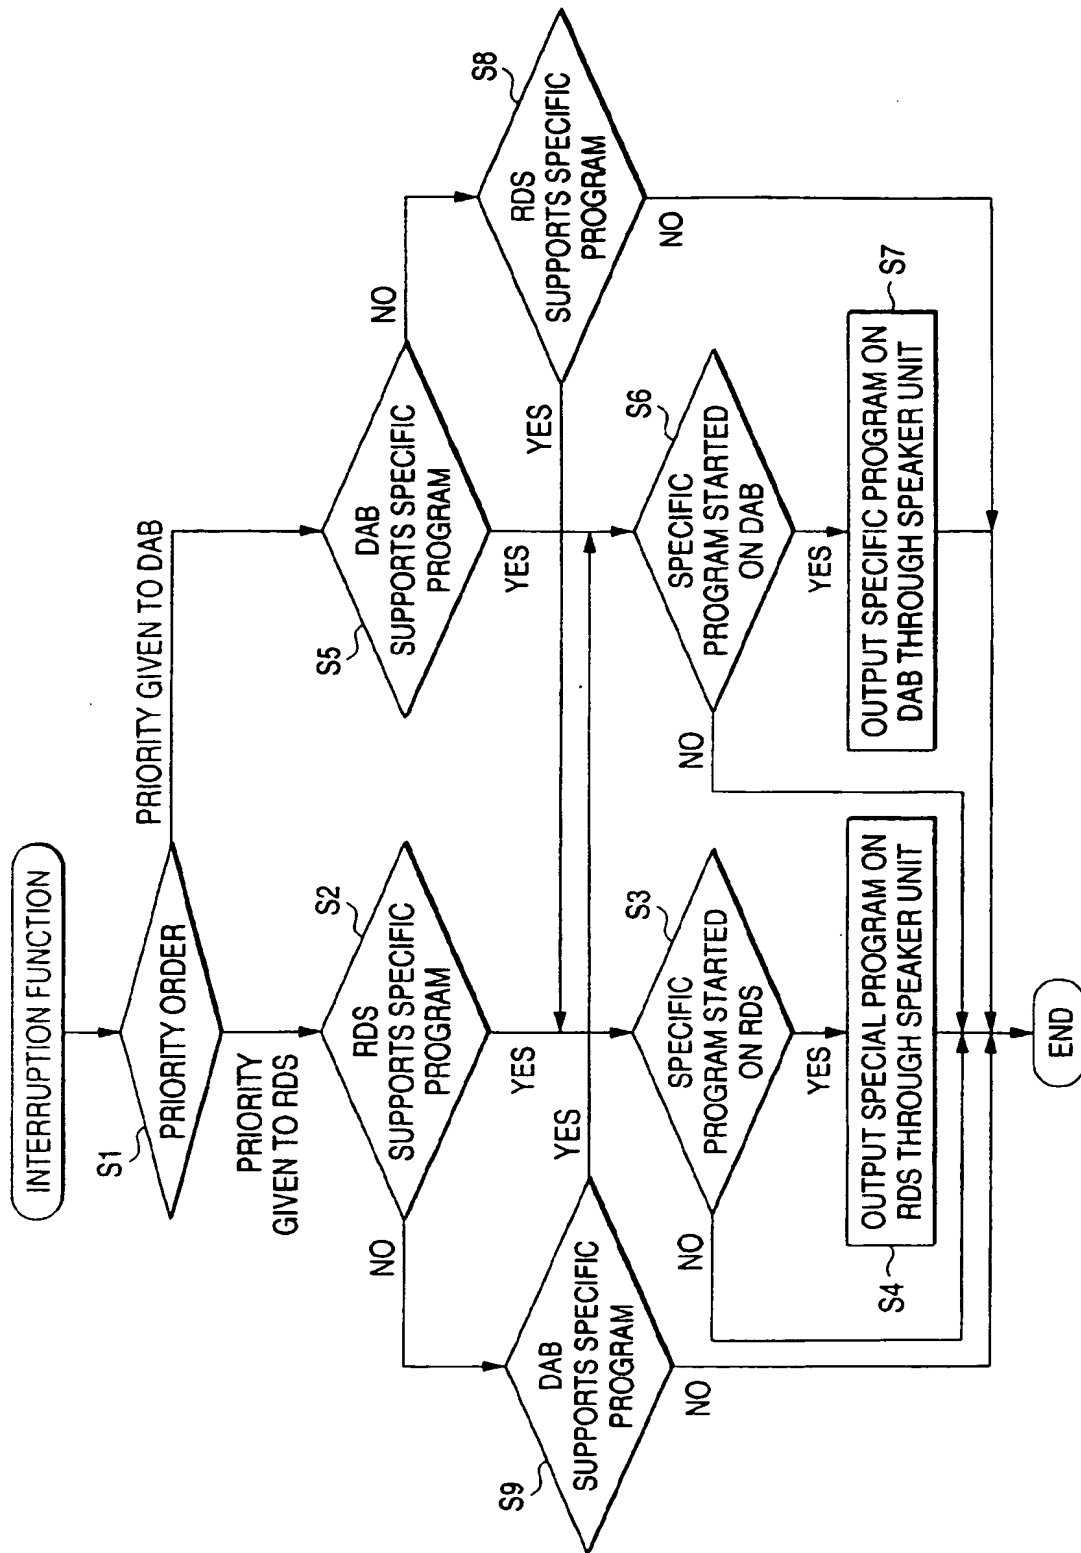 INTERRUPTION FUNCTION
S1
PRIORITY ORDER
PRIORITY GIVEN TO DAB
PRIORITY
GIVEN TO RDS
S2
RDS
SUPPORTS SPECIFIC
PROGRAM
NO
YES
S5
DAB
SUPPORTS SPECIFIC
PROGRAM
NO
YES
S9
DAB
SUPPORTS SPECIFIC
PROGRAM
YES
NO
S8
RDS
SUPPORTS SPECIFIC
PROGRAM
YES
NO
S3
SPECIFIC
PROGRAM STARTED
ON RDS
NO
YES
S6
SPECIFIC
PROGRAM STARTED
ON DAB
NO
YES
S4
OUTPUT SPECIAL PROGRAM ON
RDS THROUGH SPEAKER UNIT
S7
OUTPUT SPECIFIC PROGRAM ON
DAB THROUGH SPEAKER UNIT
END